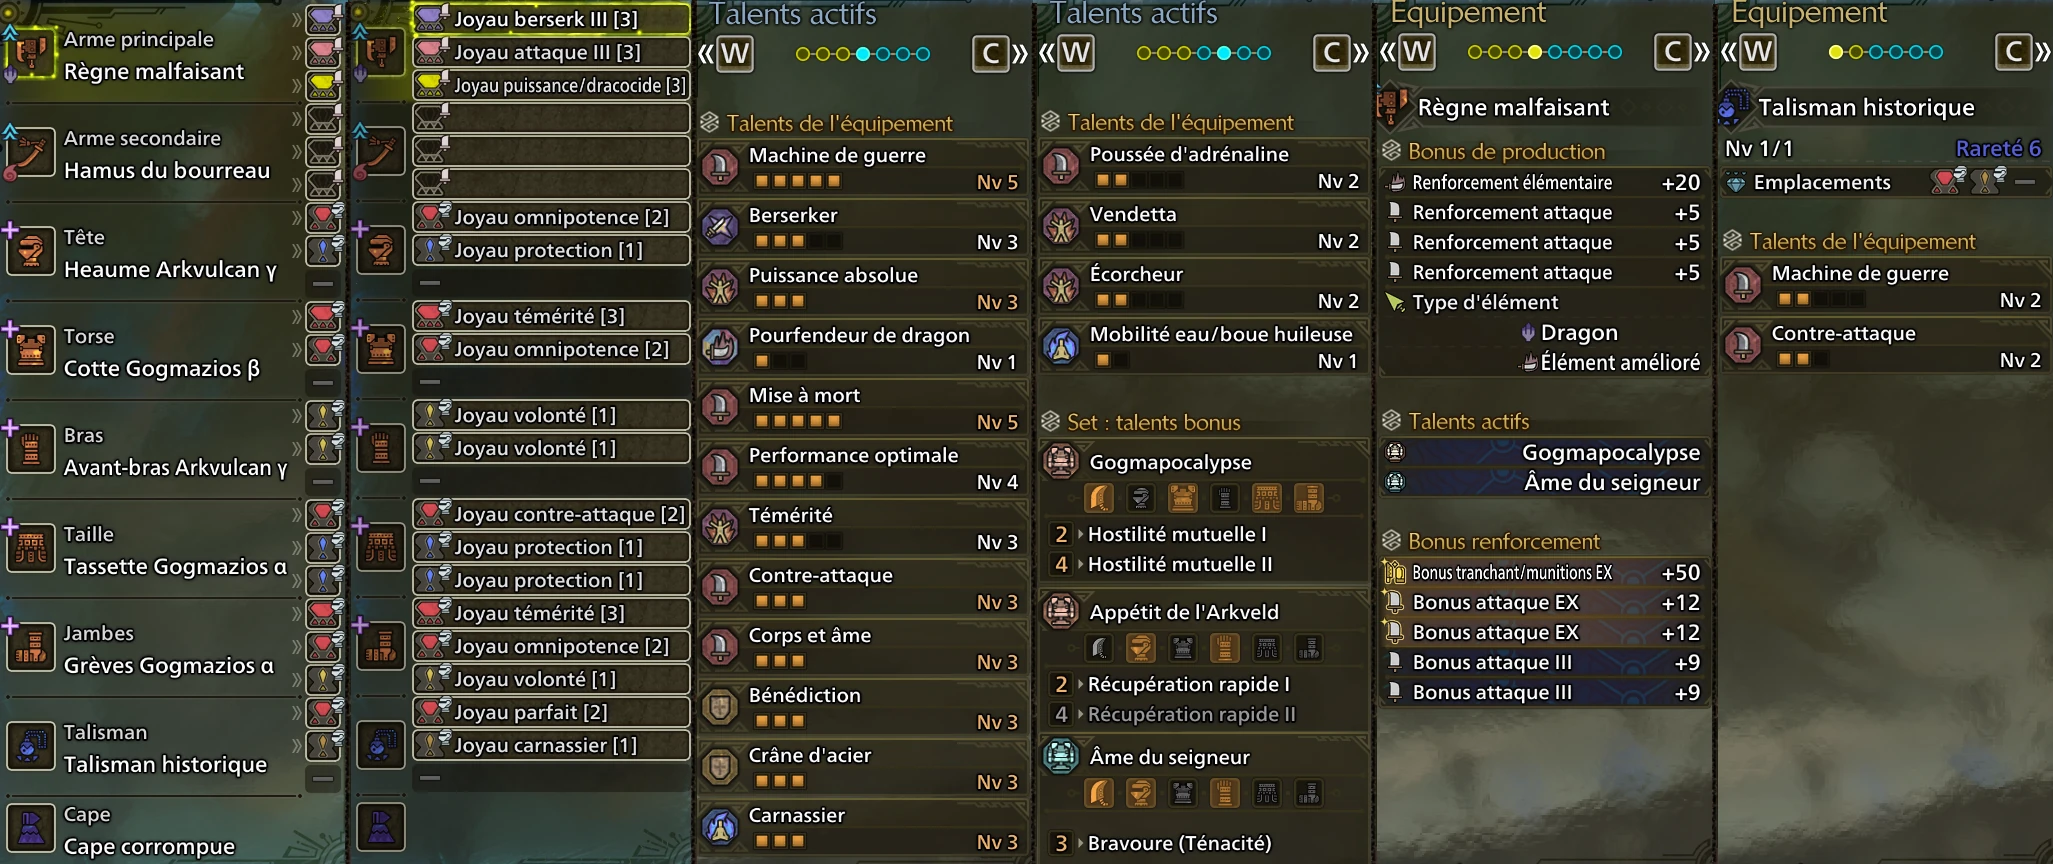 Arme principale
Règne malfaisant
Arme secondaire
Hamus du bourreau
Tête
Heaume Arkvulcan γ
Torse
Cotte Gogmazios β
Bras
Avant-bras Arkvulcan γ
Taille
Tassette Gogmazios α
Jambes
Grèves Gogmazios α
Talisman
Talisman historique
Cape
Cape corrompue
Joyau berserk III [3]
Joyau attaque III [3]
Joyau puissance/dracocide [3]
Joyau omnipotence [2]
Joyau protection [1]
Joyau témérité [3]
Joyau omnipotence [2]
Joyau volonté [1]
Joyau volonté [1]
Joyau contre-attaque [2]
Joyau protection [1]
Joyau protection [1]
Joyau témérité [3]
Joyau omnipotence [2]
Joyau volonté [1]
Joyau parfait [2]
Joyau carnassier [1]
Talents actifs
W C
Talents de l'équipement
Machine de guerre
Nv 5
Berserker
Nv 3
Puissance absolue
Nv 3
Pourfendeur de dragon
Nv 1
Mise à mort
Nv 5
Performance optimale
Nv 4
Témérité
Nv 3
Contre-attaque
Nv 3
Corps et âme
Nv 3
Bénédiction
Nv 3
Crâne d'acier
Nv 3
Carnassier
Nv 3
Talents actifs
W C
Talents de l'équipement
Poussée d'adrénaline
Nv 2
Vendetta
Nv 2
Écorcheur
Nv 2
Mobilité eau/boue huileuse
Nv 1
Set : talents bonus
Gogmapocalypse
2 Hostilité mutuelle I
4 Hostilité mutuelle II
Appétit de l'Arkveld
2 Récupération rapide I
4 Récupération rapide II
Âme du seigneur
3 Bravoure (Ténacité)
Equipement
W C
Règne malfaisant
Bonus de production
Renforcement élémentaire +20
Renforcement attaque +5
Renforcement attaque +5
Renforcement attaque +5
Type d'élément
Dragon
Élément amélioré
Talents actifs
Gogmapocalypse
Âme du seigneur
Bonus renforcement
Bonus tranchant/munitions EX +50
Bonus attaque EX +12
Bonus attaque EX +12
Bonus attaque III +9
Bonus attaque III +9
Equipement
W C
Talisman historique
Nv 1/1 Rareté 6
Emplacements
Talents de l'équipement
Machine de guerre
Nv 2
Contre-attaque
Nv 2